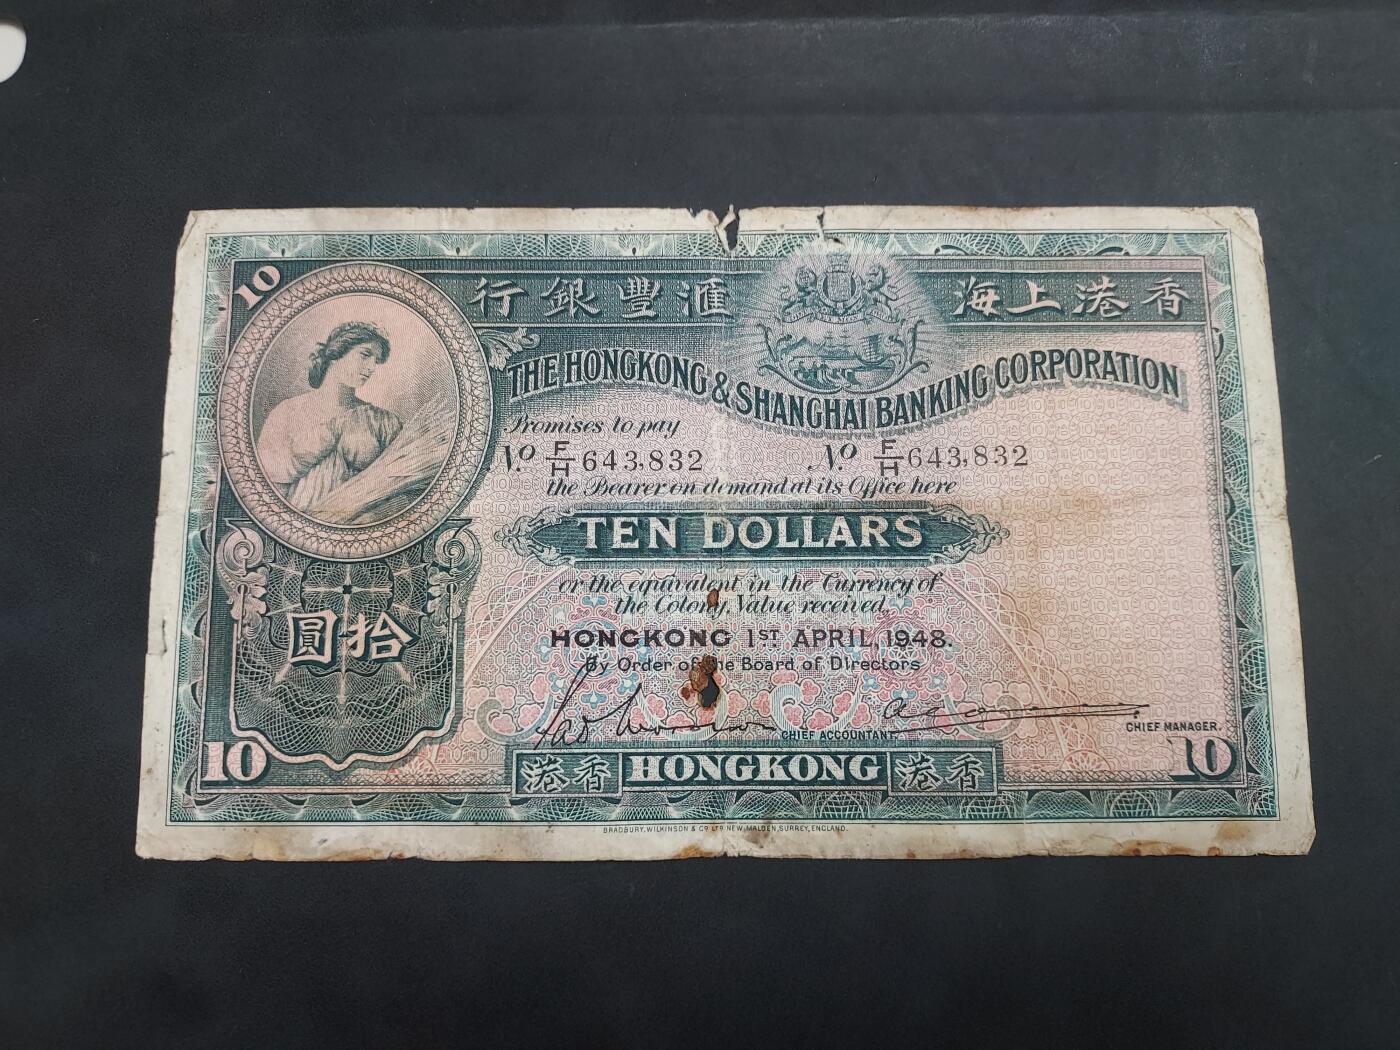 10
行銀豐滙 海上港香
THE HONGKONG & SHANGHAI BANKING CORPORATION
Promises to pay
No. F/H 643,832 No. F/H 643,832
the Bearer on demand at its Office here
TEN DOLLARS
or the equivalent in the Currency of
the Colony, Value received.
圓拾
HONGKONG 1ST APRIL, 1948.
By Order of the Board of Directors
CHIEF ACCOUNTANT. CHIEF MANAGER.
10 港香 HONGKONG 港香 10
BRADBURY, WILKINSON & CO. LTD. NEW MALDEN, SURREY, ENGLAND.